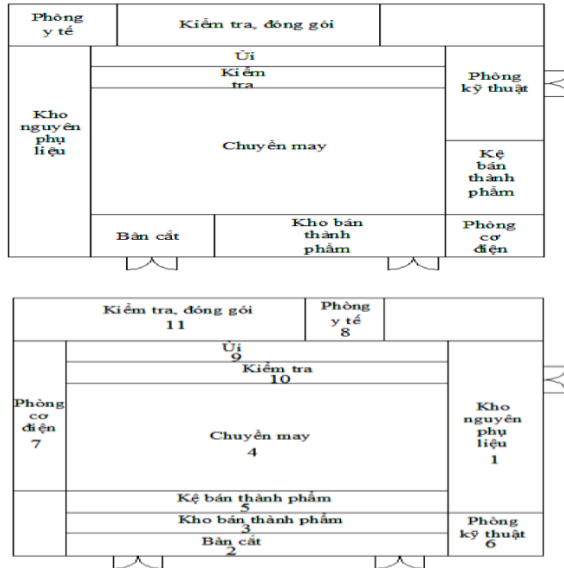 Phòng
y tế
Kiểm tra, đóng gói
Ủi
Kiểm
tra
Phòng
kỹ thuật
Kho
nguyên
phụ
liệu
Chuyền may
Kệ
bán
thành
phẩm
Bàn cắt
Kho bán
thành
phẩm
Phòng
cơ
điện
Kiểm tra, đóng gói
11
Phòng
y tế
8
Ủi
9
Kiểm tra
10
Phòng
cơ
điện
7
Chuyền may
4
Kho
nguyên
phụ
liệu
1
Kệ bán thành phẩm
5
Kho bán thành phẩm
3
Bàn cắt
2
Phòng
kỹ thuật
6